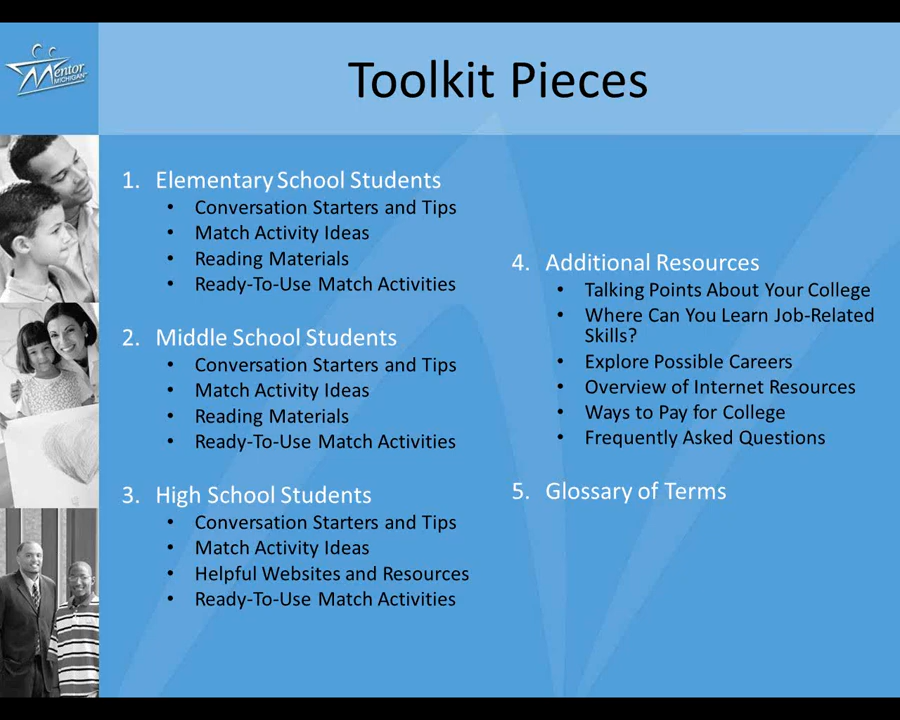 Mentor
MICHIGAN
Toolkit Pieces
1. Elementary School Students
• Conversation Starters and Tips
• Match Activity Ideas
• Reading Materials
• Ready-To-Use Match Activities
2. Middle School Students
• Conversation Starters and Tips
• Match Activity Ideas
• Reading Materials
• Ready-To-Use Match Activities
3. High School Students
• Conversation Starters and Tips
• Match Activity Ideas
• Helpful Websites and Resources
• Ready-To-Use Match Activities
4. Additional Resources
• Talking Points About Your College
• Where Can You Learn Job-Related
Skills?
• Explore Possible Careers
• Overview of Internet Resources
• Ways to Pay for College
• Frequently Asked Questions
5. Glossary of Terms